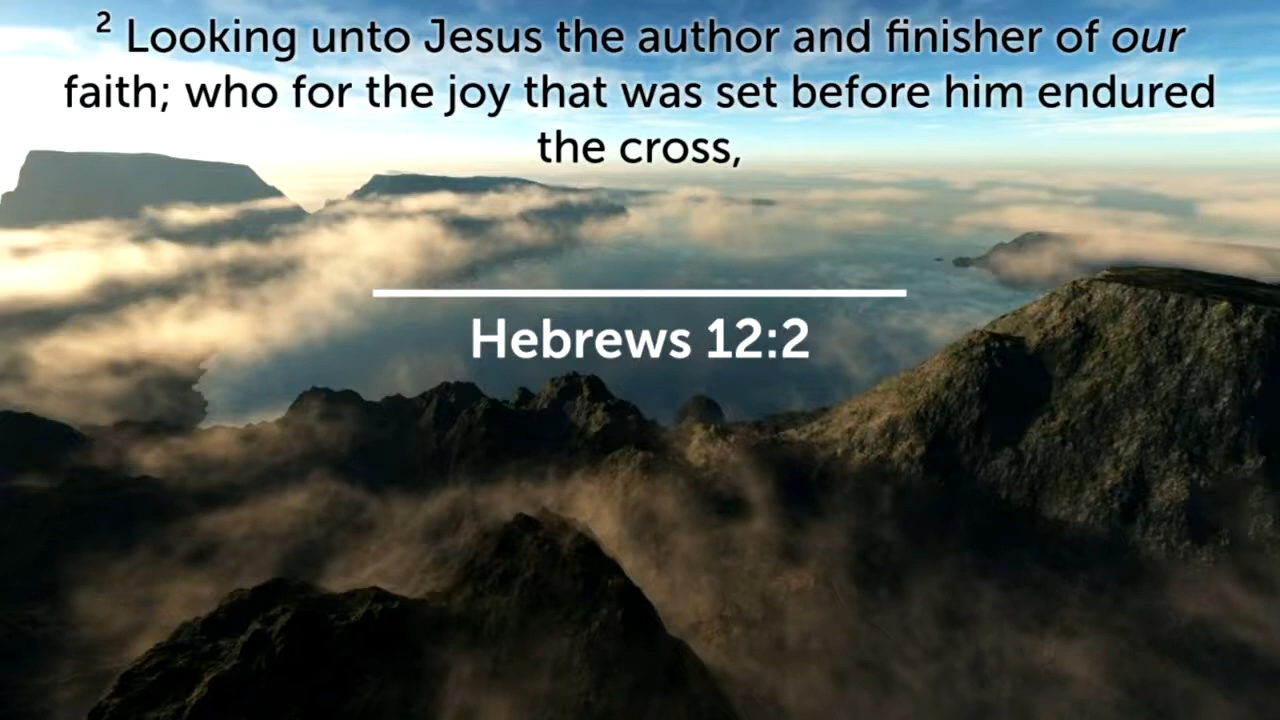 ² Looking unto Jesus the author and finisher of our
faith; who for the joy that was set before him endured
the cross,
Hebrews 12:2